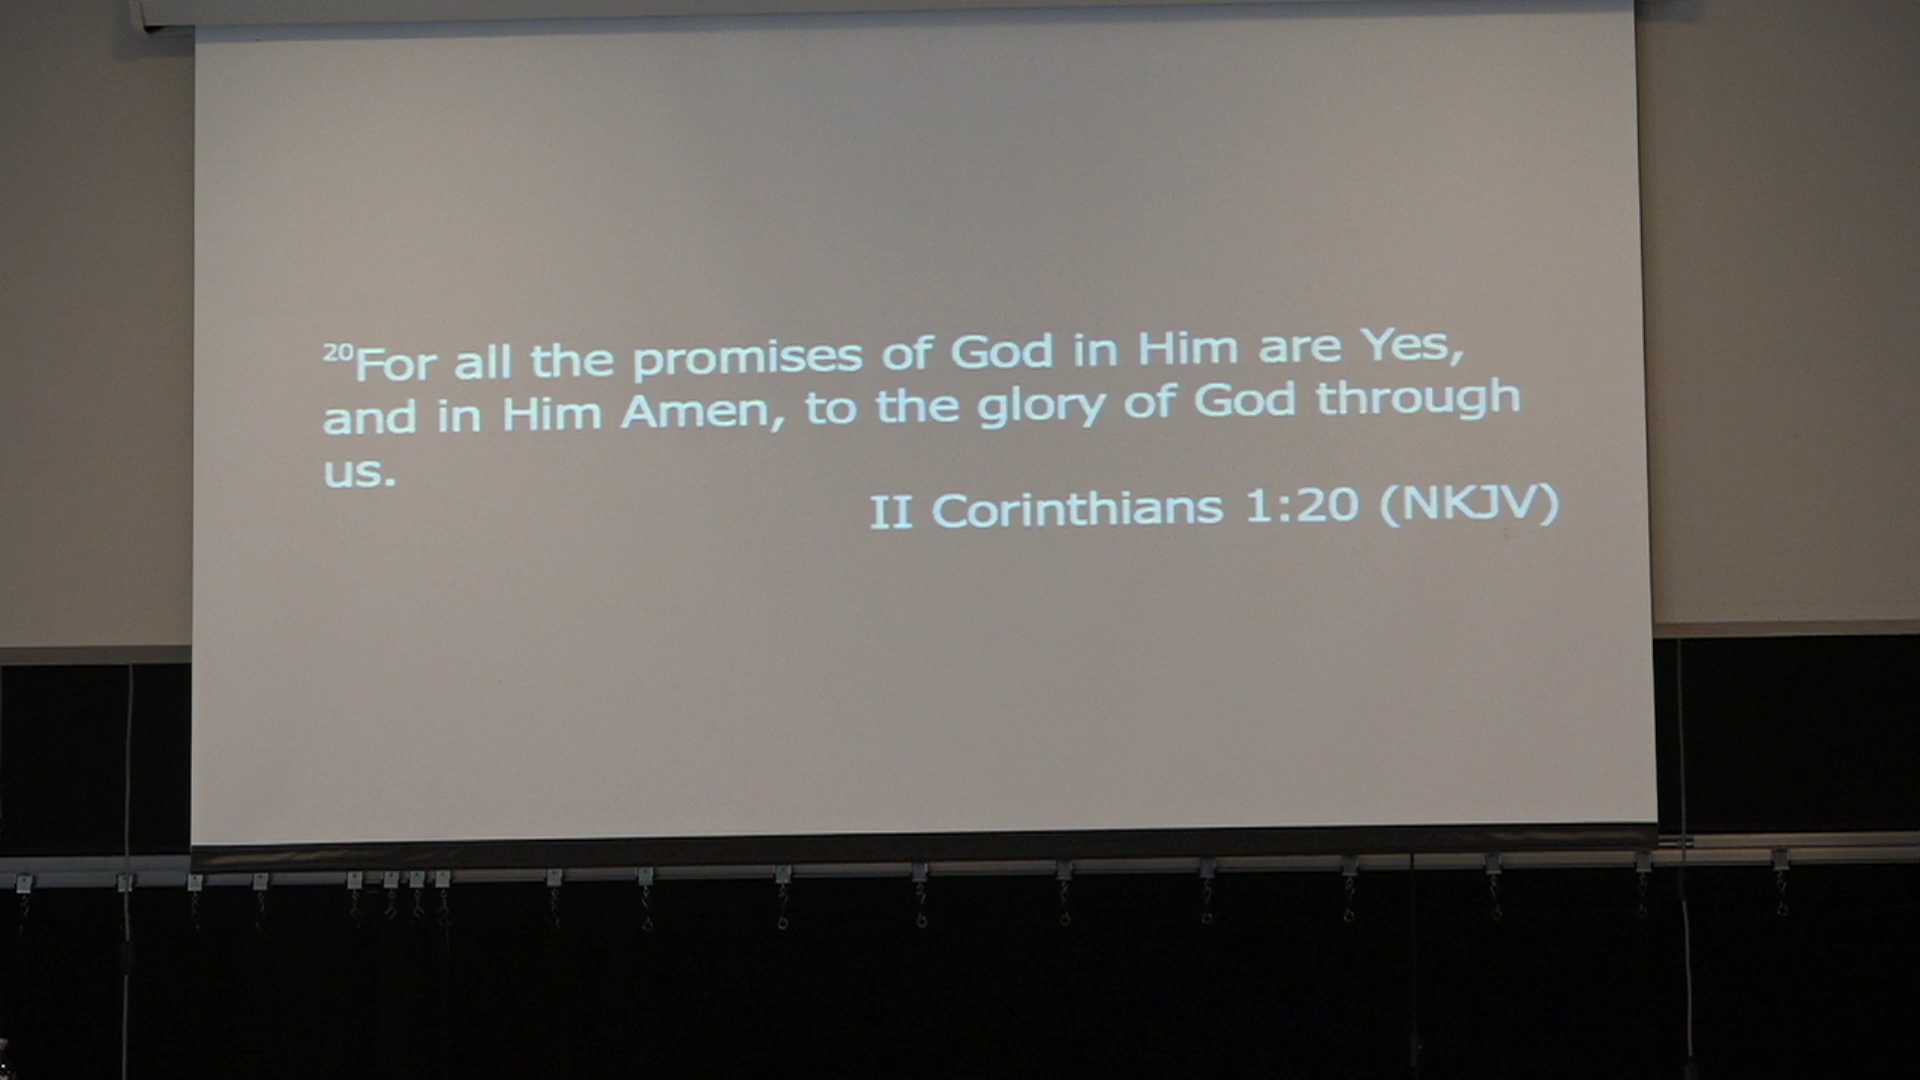 20For all the promises of God in Him are Yes,
and in Him Amen, to the glory of God through
us.
II Corinthians 1:20 (NKJV)